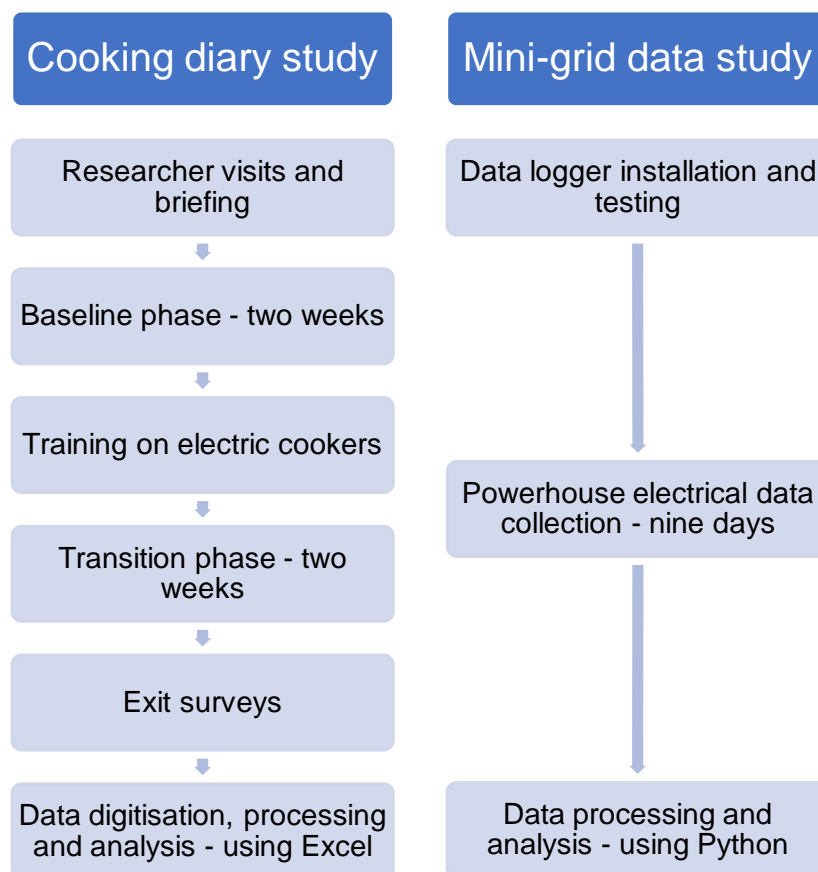 Cooking diary study
Researcher visits and
briefing
Baseline phase - two weeks
Training on electric cookers
Transition phase - two
weeks
Exit surveys
Data digitisation, processing
and analysis - using Excel
Mini-grid data study
Data logger installation and
testing
Powerhouse electrical data
collection - nine days
Data processing and
analysis - using Python